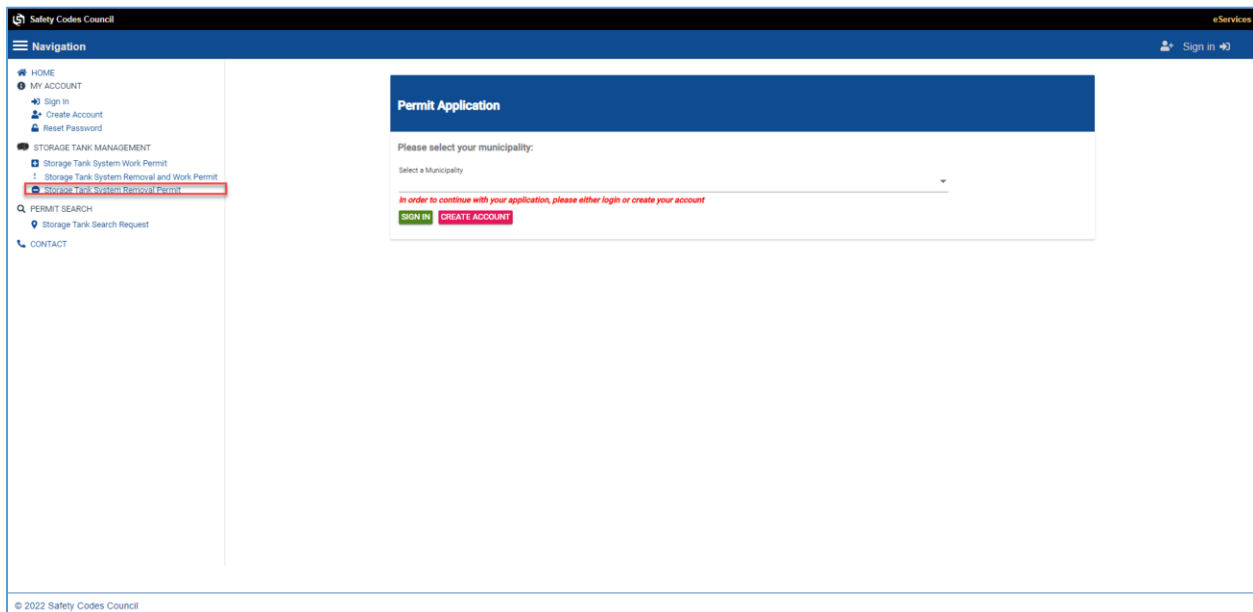 Safety Codes Council
eServices
Navigation
Sign in
HOME
MY ACCOUNT
Sign In
Create Account
Reset Password
STORAGE TANK MANAGEMENT
Storage Tank System Work Permit
Storage Tank System Removal and Work Permit
Storage Tank System Removal Permit
PERMIT SEARCH
Storage Tank Search Request
CONTACT
Permit Application
Please select your municipality:
Select a Municipality
In order to continue with your application, please either login or create your account
SIGN IN CREATE ACCOUNT
© 2022 Safety Codes Council